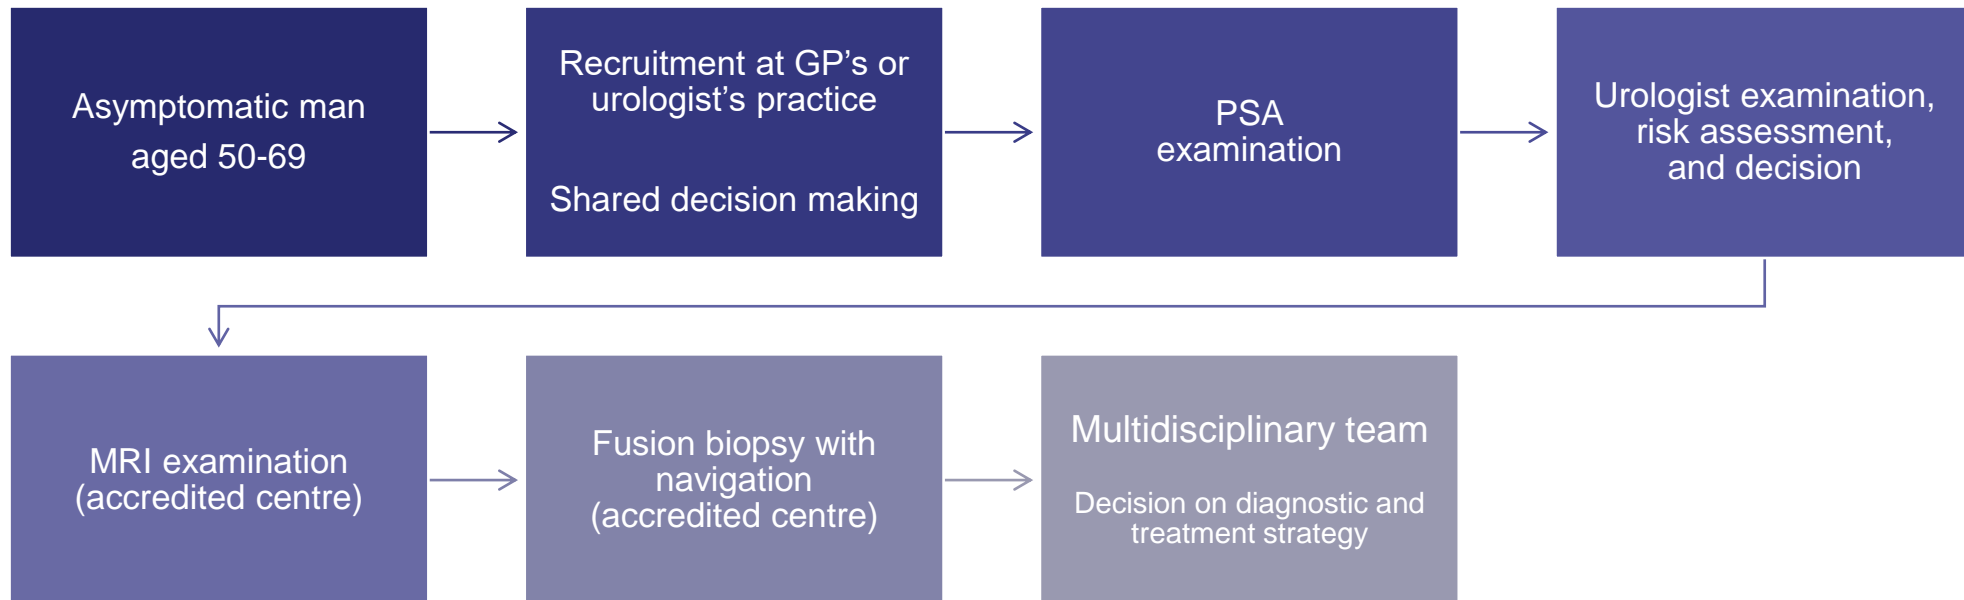 Asymptomatic man
aged 50-69
Recruitment at GP’s or
urologist’s practice
Shared decision making
PSA
examination
Urologist examination,
risk assessment,
and decision
MRI examination
(accredited centre)
Fusion biopsy with
navigation
(accredited centre)
Multidisciplinary team
Decision on diagnostic and
treatment strategy